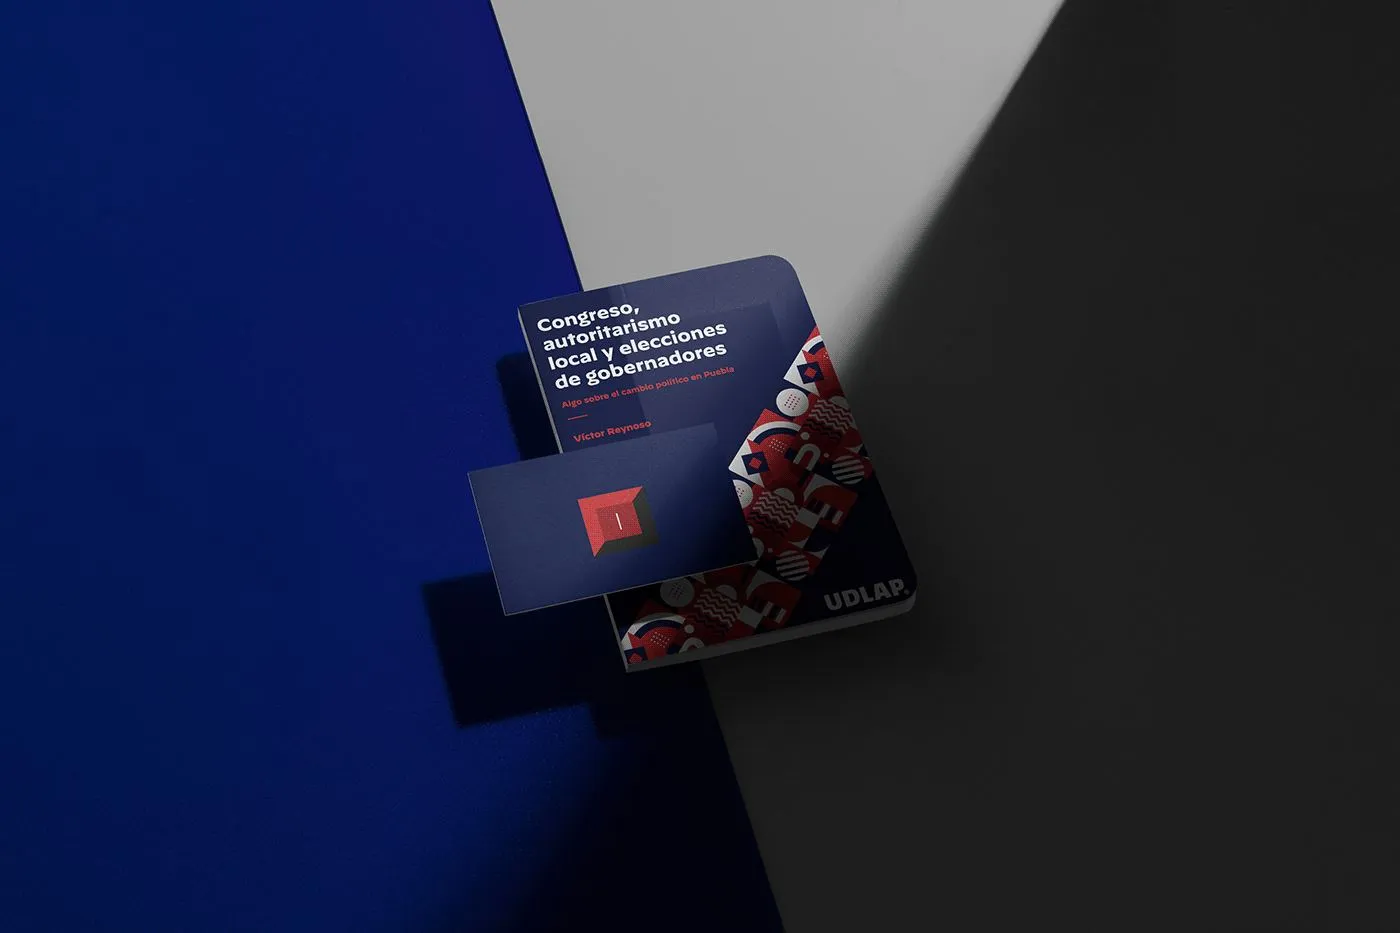 Congreso,
autoritarismo
local y elecciones
de gobernadores
Algo sobre el cambio político en Puebla
Víctor Reynoso
UDLAP®